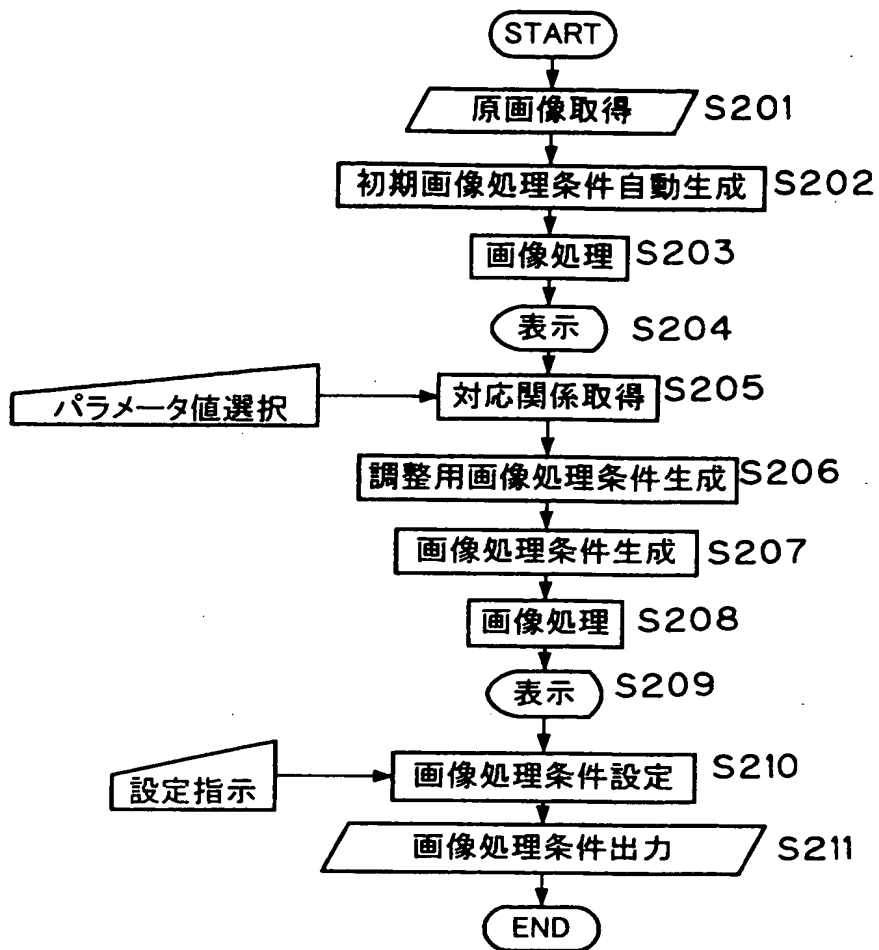 START
原画像取得 S201
初期画像処理条件自動生成 S202
画像処理 S203
表示 S204
パラメータ値選択
対応関係取得 S205
調整用画像処理条件生成 S206
画像処理条件生成 S207
画像処理 S208
表示 S209
設定指示
画像処理条件設定 S210
画像処理条件出力 S211
END